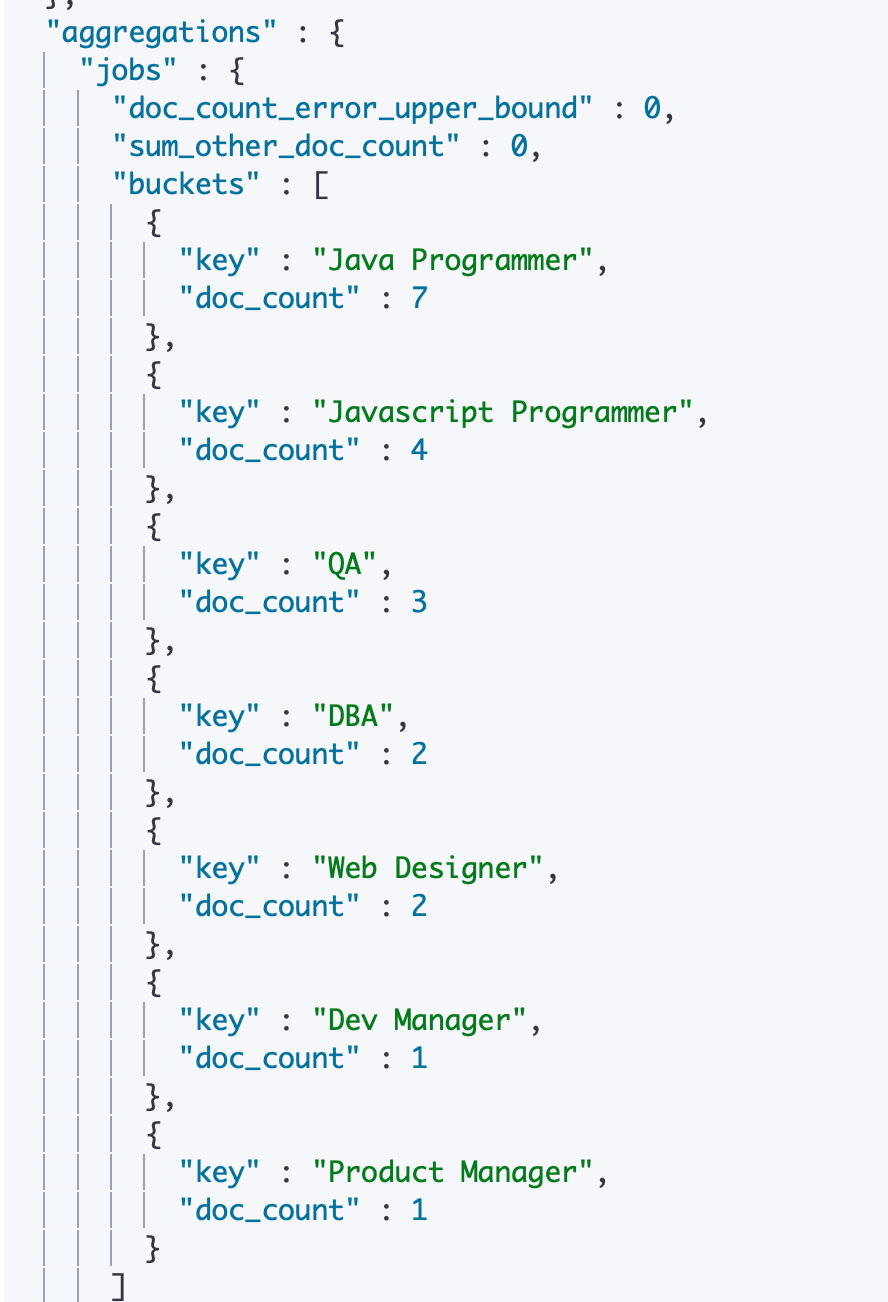 },
"aggregations" : {
"jobs" : {
"doc_count_error_upper_bound" : 0,
"sum_other_doc_count" : 0,
"buckets" : [
{
"key" : "Java Programmer",
"doc_count" : 7
},
{
"key" : "Javascript Programmer",
"doc_count" : 4
},
{
"key" : "QA",
"doc_count" : 3
},
{
"key" : "DBA",
"doc_count" : 2
},
{
"key" : "Web Designer",
"doc_count" : 2
},
{
"key" : "Dev Manager",
"doc_count" : 1
},
{
"key" : "Product Manager",
"doc_count" : 1
}
]